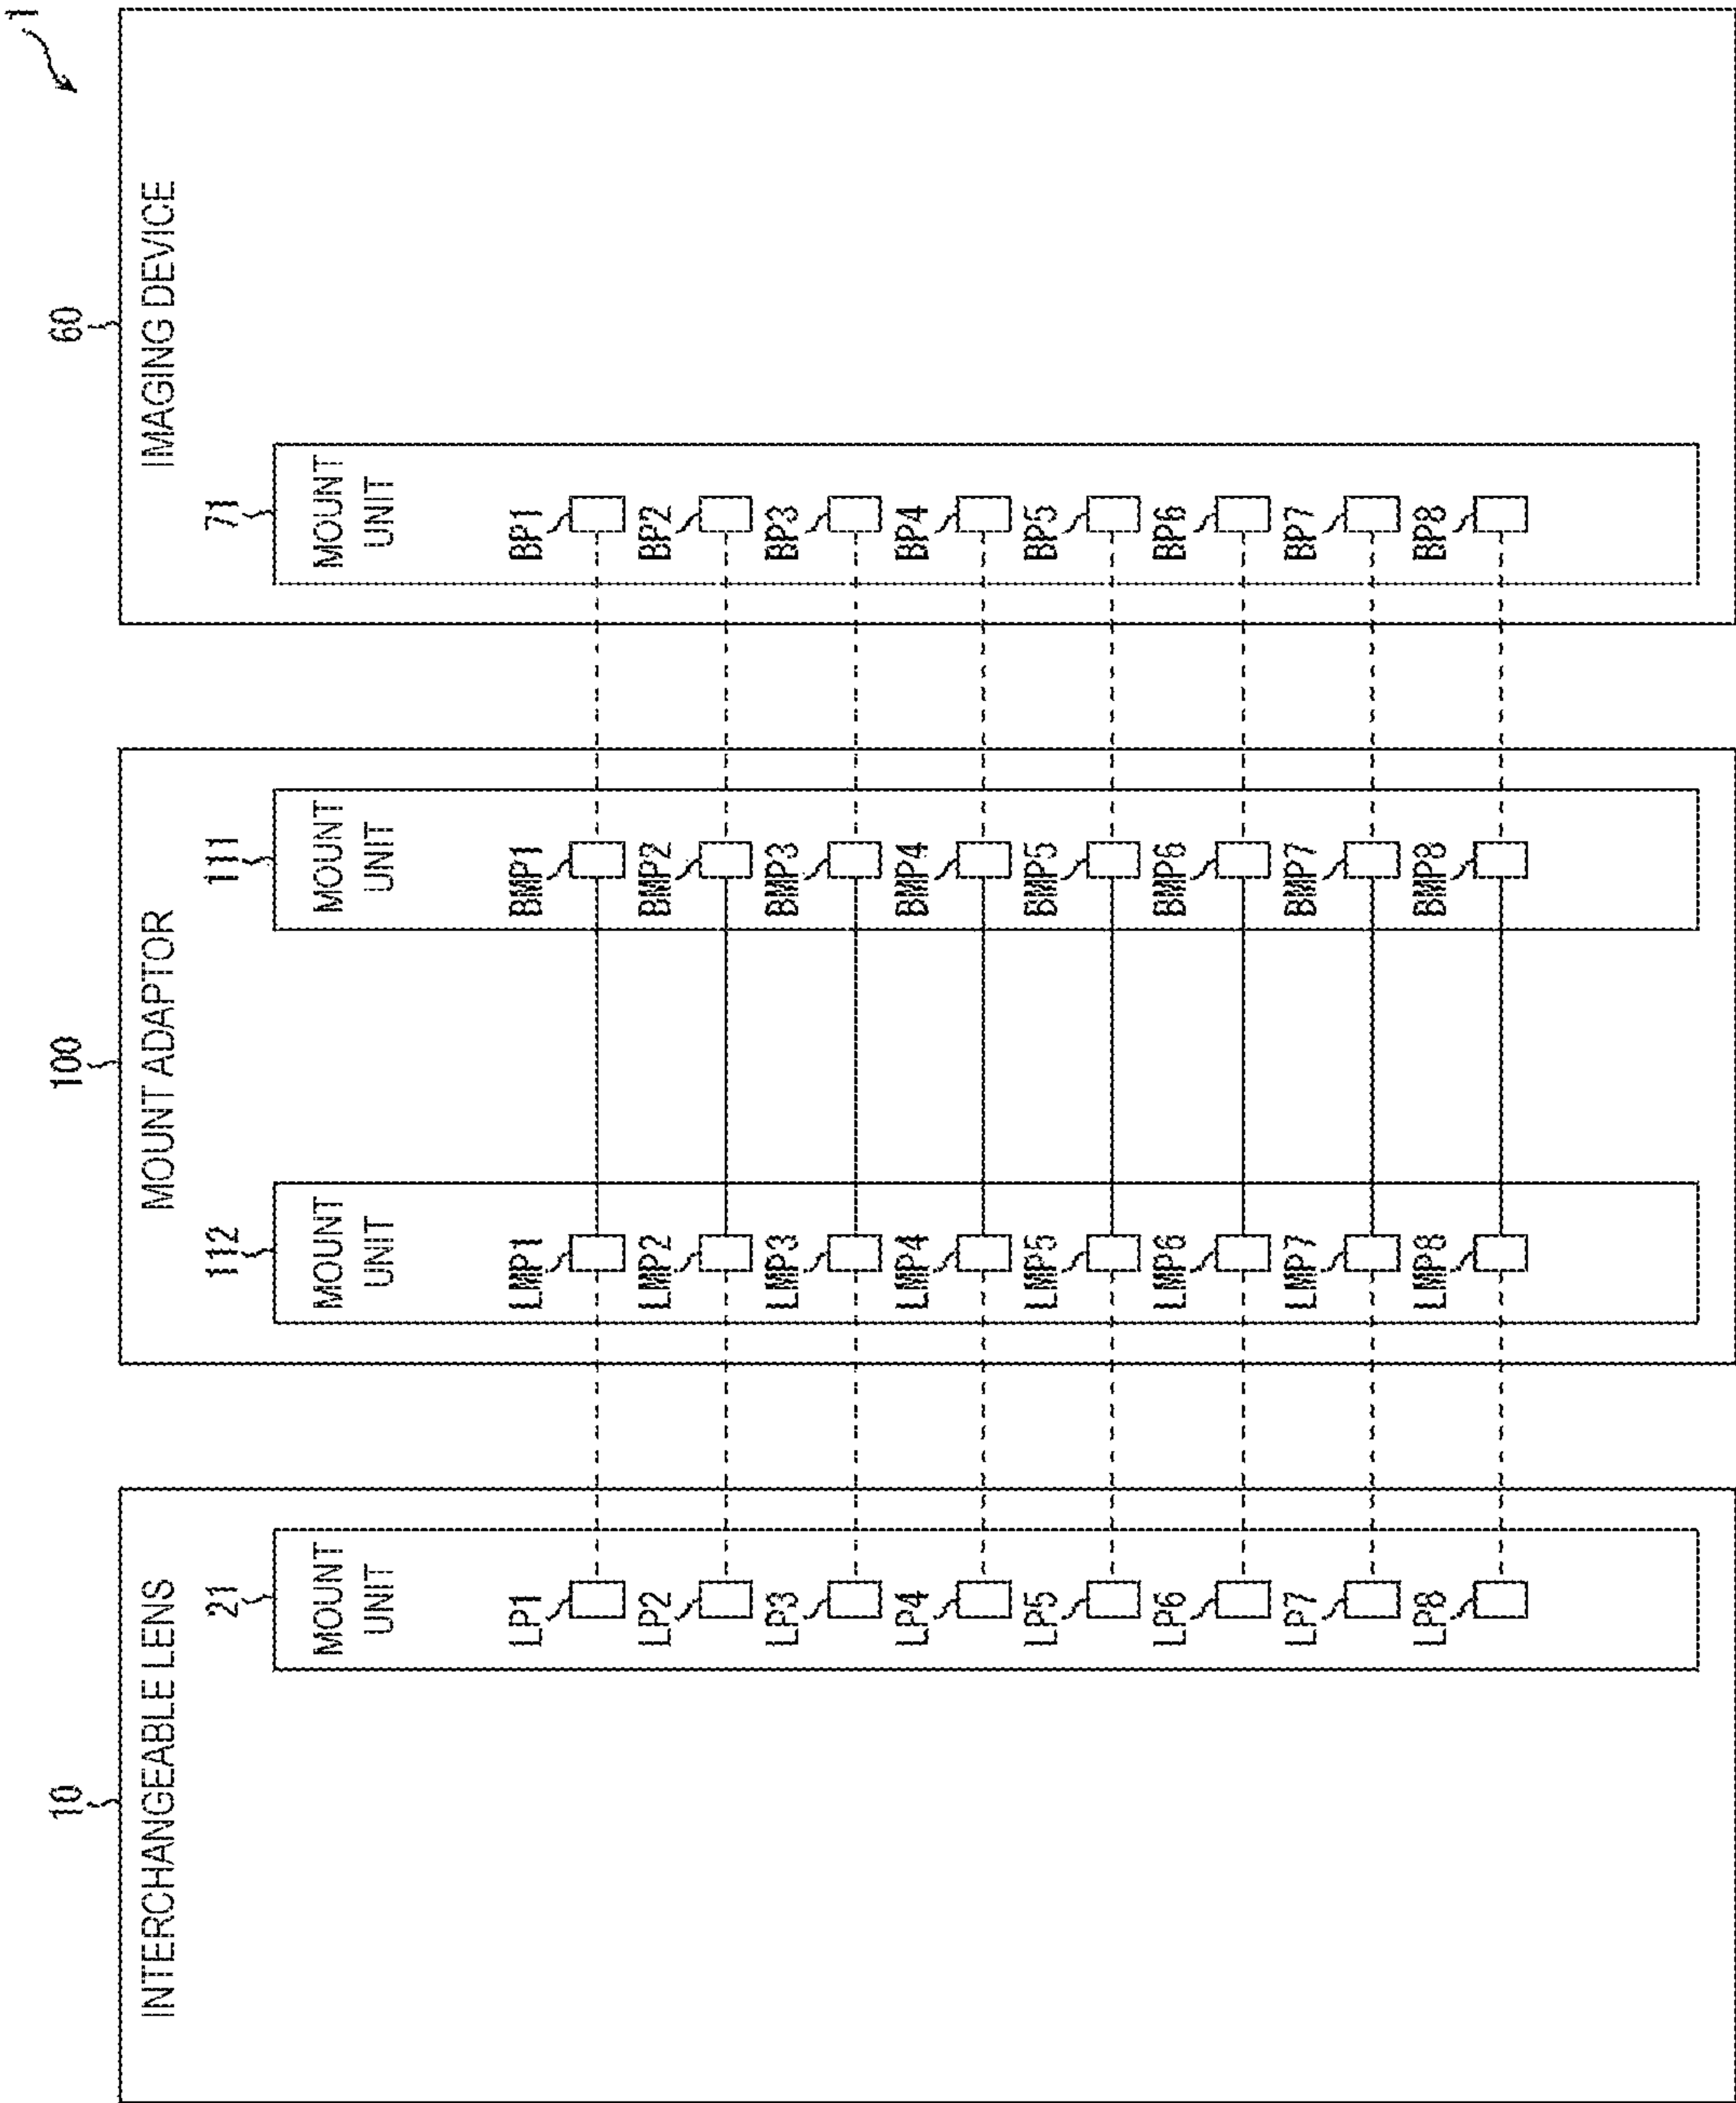 1
10
100
60
INTERCHANGEABLE LENS
MOUNT ADAPTOR
IMAGING DEVICE
21
112
111
71
MOUNT
UNIT
MOUNT
UNIT
MOUNT
UNIT
MOUNT
UNIT
LP1
LMP1
BMP1
BP1
LP2
LMP2
BMP2
BP2
LP3
LMP3
BMP3
BP3
LP4
LMP4
BMP4
BP4
LP5
LMP5
BMP5
BP5
LP6
LMP6
BMP6
BP6
LP7
LMP7
BMP7
BP7
LP8
LMP8
BMP8
BP8